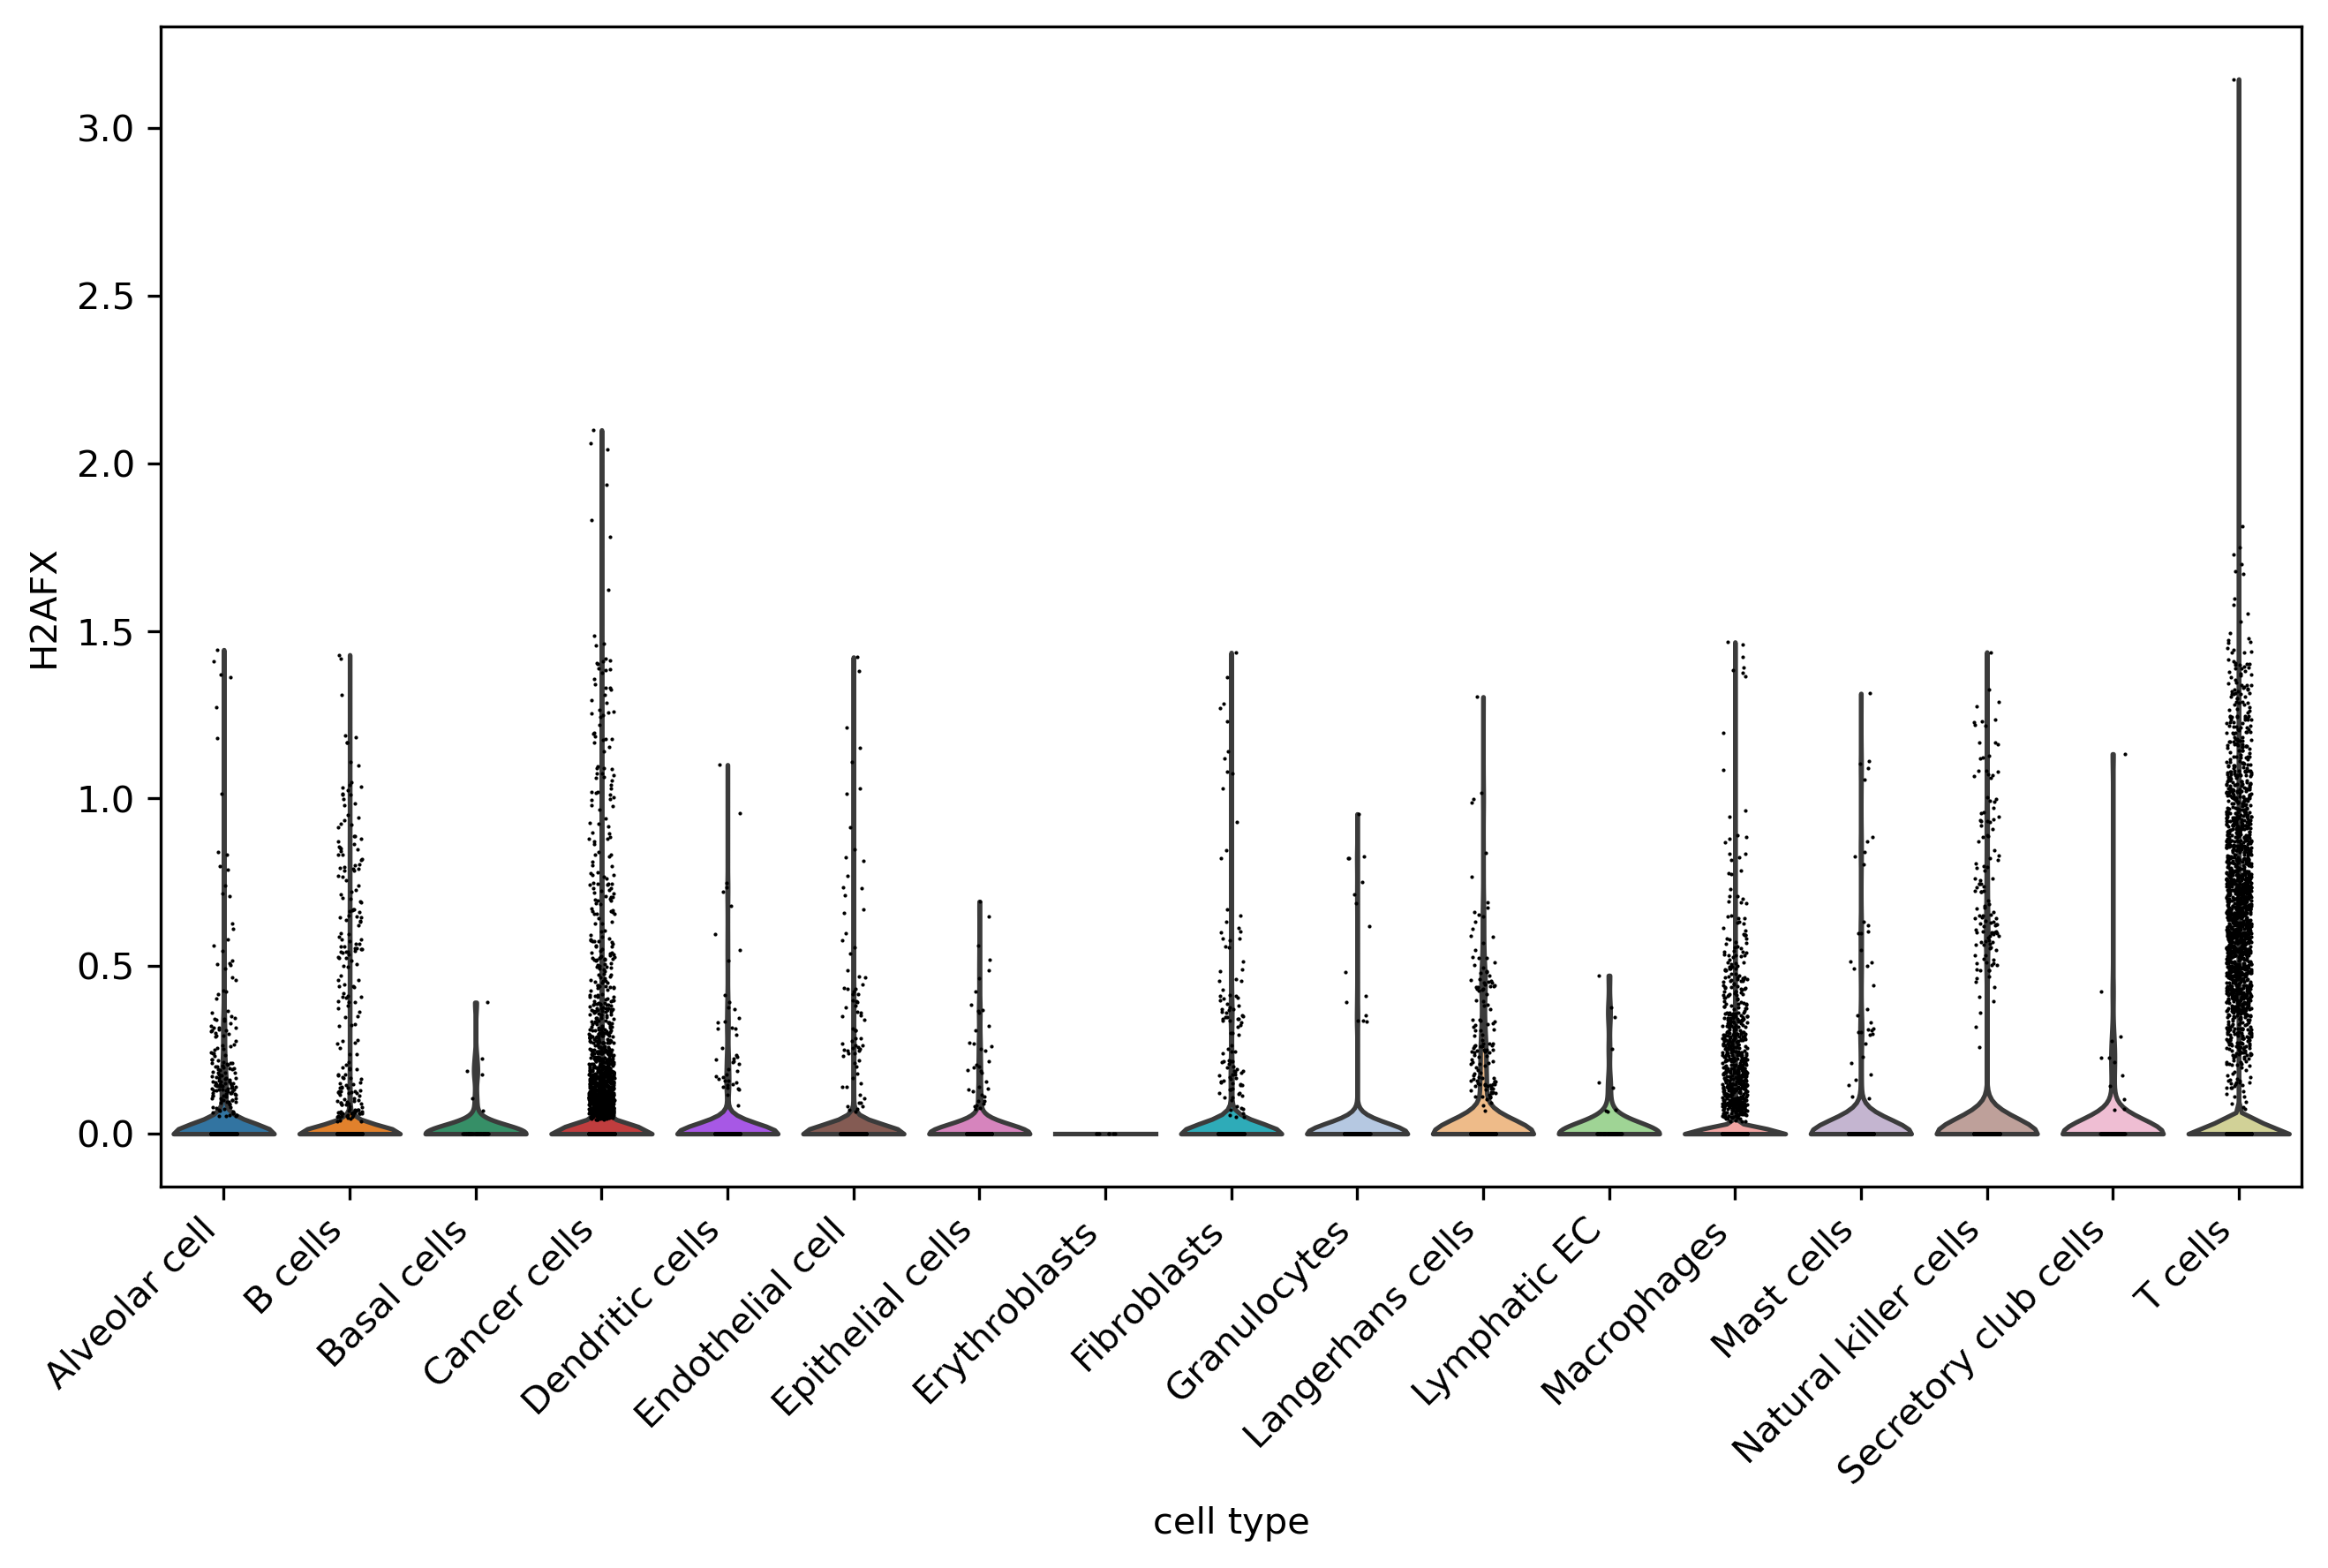 H2AFX
3.0
2.5
2.0
1.5
1.0
0.5
0.0
Alveolar cell
B cells
Basal cells
Cancer cells
Dendritic cells
Endothelial cell
Epithelial cells
Erythroblasts
Fibroblasts
Granulocytes
Langerhans cells
Lymphatic EC
Macrophages
Mast cells
Natural killer cells
Secretory club cells
T cells
cell type